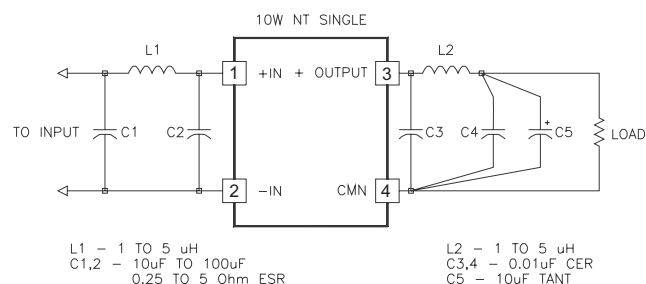 10W NT SINGLE
L1
L2
1
+IN + OUTPUT
3
TO INPUT
C1
C2
C3
C4
+
C5
LOAD
2
-IN
CMN
4
L1 - 1 TO 5 uH
C1,2 - 10uF TO 100uF
0.25 TO 5 Ohm ESR
L2 - 1 TO 5 uH
C3,4 - 0.01uF CER
C5 - 10uF TANT